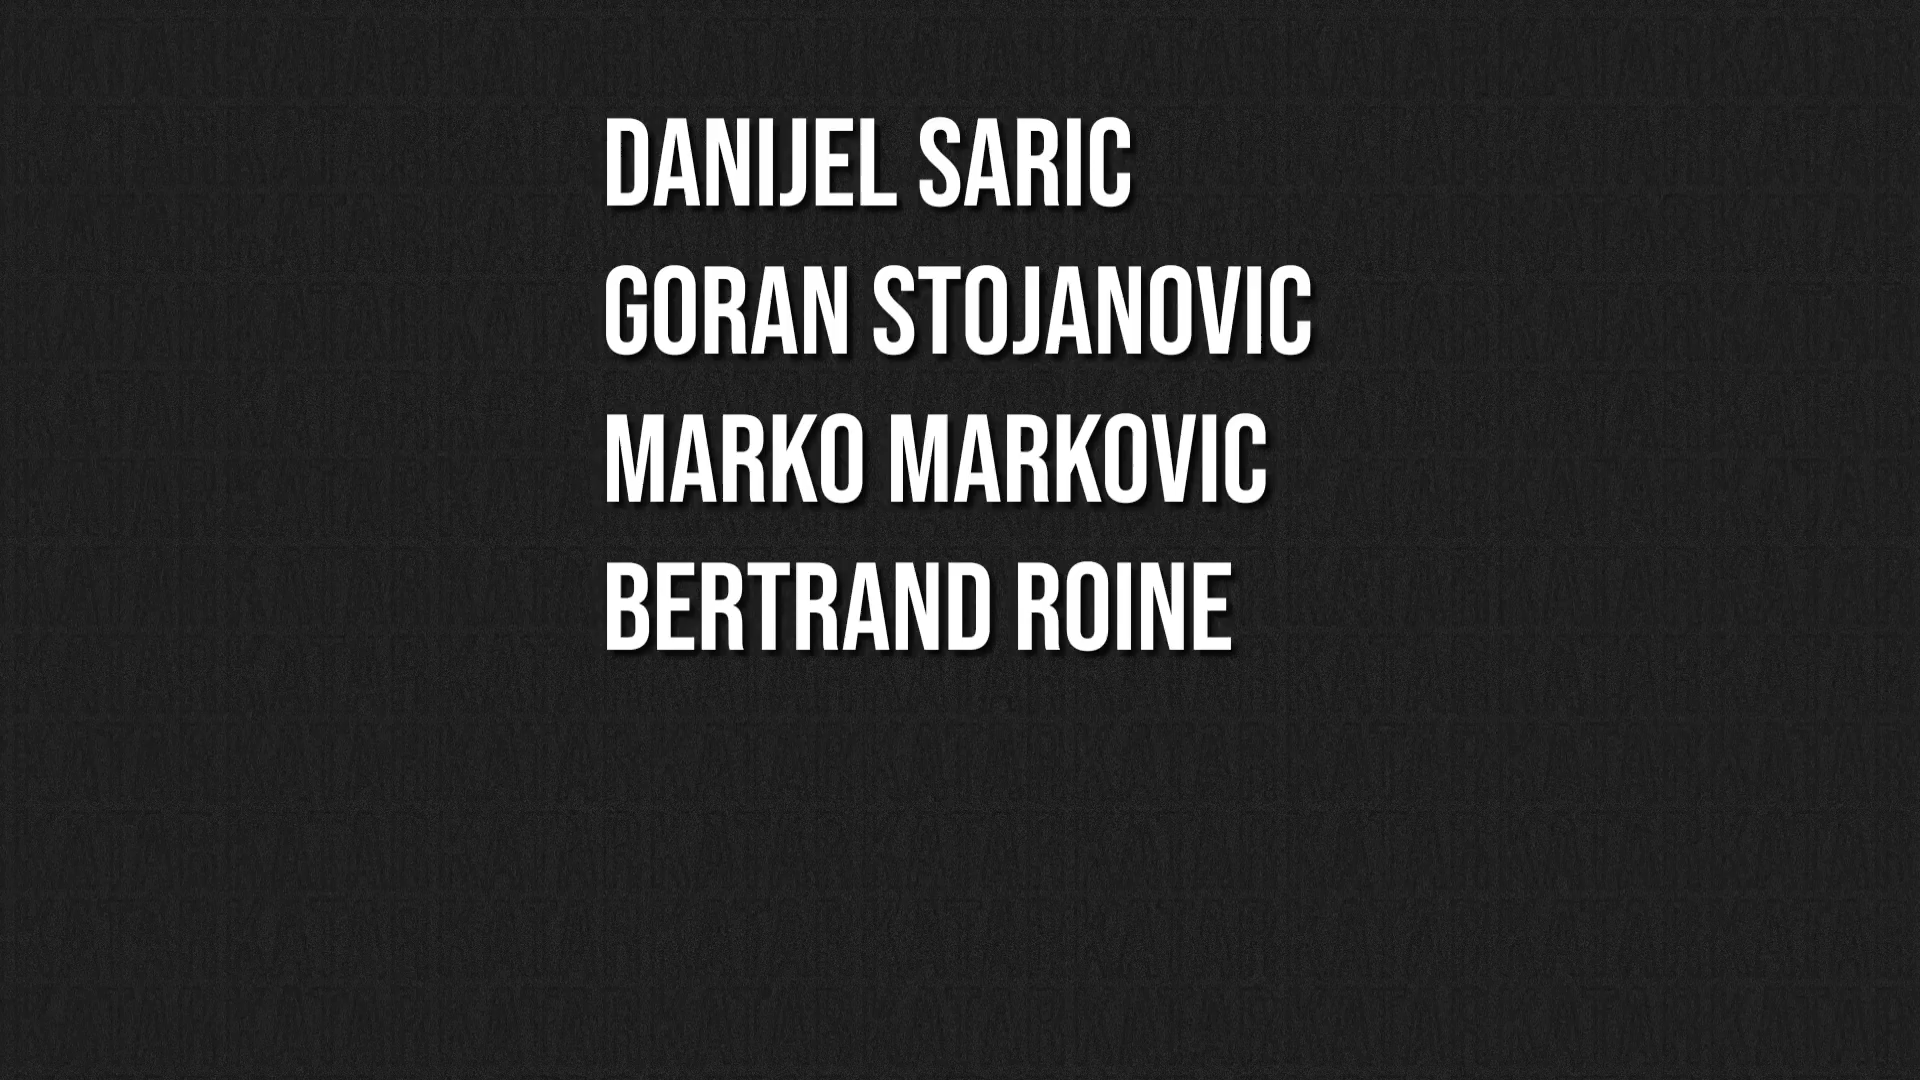 DANIJEL SARIC
GORAN STOJANOVIC
MARKO MARKOVIC
BERTRAND ROINE